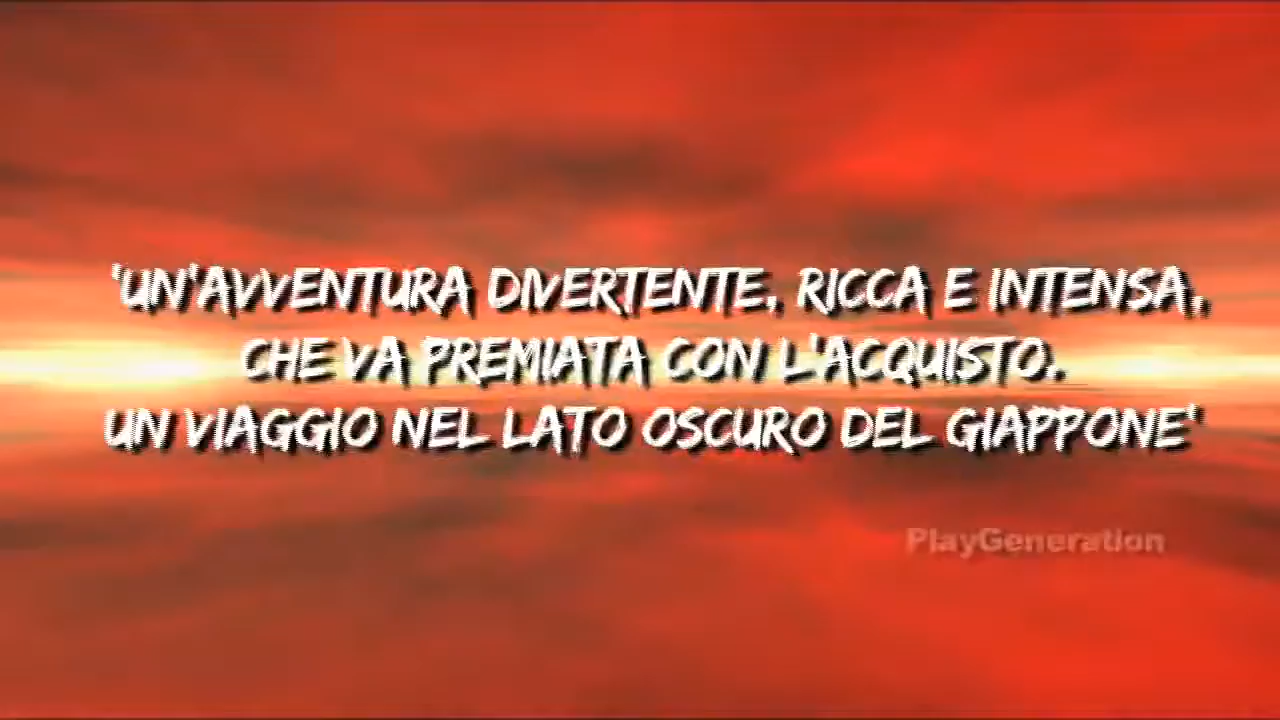 'UN'AVVENTURA DIVERTENTE, RICCA E INTENSA,
CHE VA PREMIATA CON L'ACQUISTO.
UN VIAGGIO NEL LATO OSCURO DEL GIAPPONE'
PlayGeneration